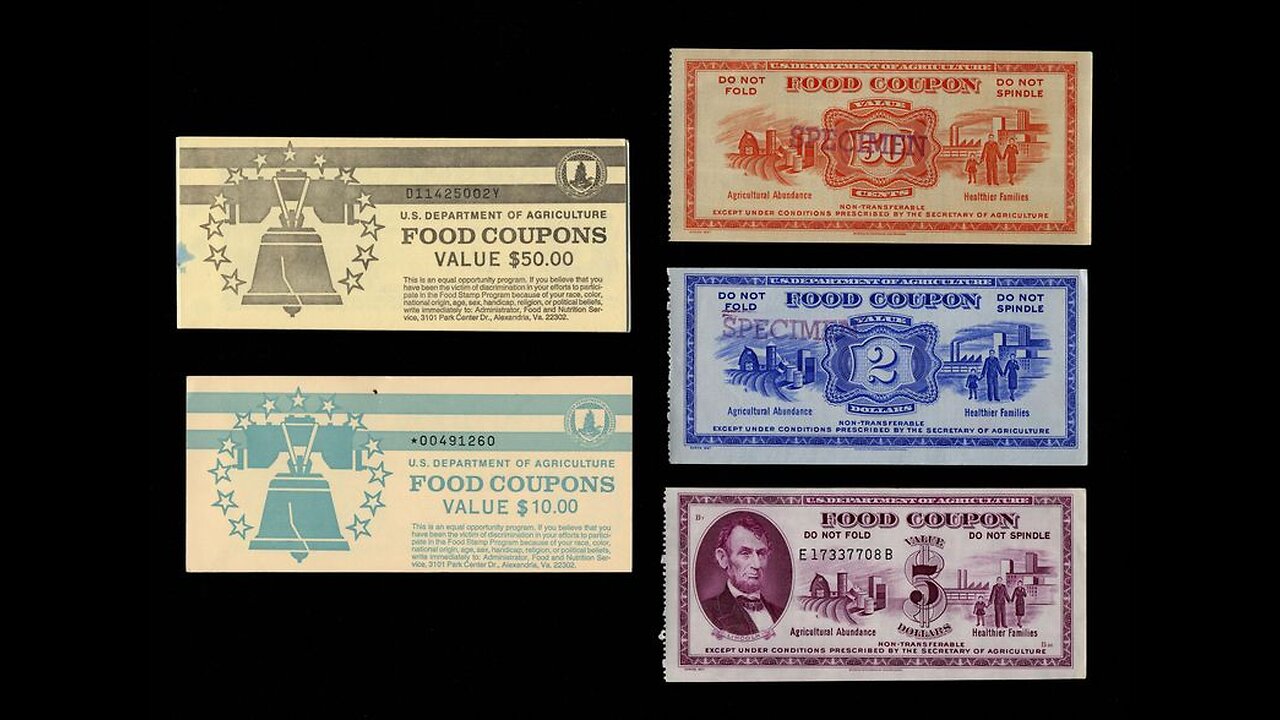 D11425002Y
U.S. DEPARTMENT OF AGRICULTURE
FOOD COUPONS
VALUE $50.00
This is an equal opportunity program. If you believe that you
have been the victim of discrimination in your efforts to partici-
pate in the Food Stamp Program because of your race, color,
national origin, age, sex, handicap, religion, or political beliefs,
write immediately to: Administrator, Food and Nutrition Ser-
vice, 3101 Park Center Dr., Alexandria, Va. 22302.
*00491260
U.S. DEPARTMENT OF AGRICULTURE
FOOD COUPONS
VALUE $10.00
This is an equal opportunity program. If you believe that you
have been the victim of discrimination in your efforts to partici-
pate in the Food Stamp Program because of your race, color,
national origin, age, sex, handicap, religion, or political beliefs,
write immediately to: Administrator, Food and Nutrition Ser-
vice, 3101 Park Center Dr., Alexandria, Va. 22302.
U.S. DEPARTMENT OF AGRICULTURE
DO NOT FOLD
FOOD COUPON
DO NOT SPINDLE
VALUE
SPECIMEN
50
CENTS
Agricultural Abundance
Healthier Families
NON-TRANSFERABLE
EXCEPT UNDER CONDITIONS PRESCRIBED BY THE SECRETARY OF AGRICULTURE
U.S. DEPARTMENT OF AGRICULTURE
DO NOT FOLD
FOOD COUPON
DO NOT SPINDLE
VALUE
SPECIMEN
2
DOLLARS
Agricultural Abundance
Healthier Families
NON-TRANSFERABLE
EXCEPT UNDER CONDITIONS PRESCRIBED BY THE SECRETARY OF AGRICULTURE
U.S. DEPARTMENT OF AGRICULTURE
FOOD COUPON
DO NOT FOLD
DO NOT SPINDLE
VALUE
E17337708B
5
DOLLARS
LINCOLN
Agricultural Abundance
Healthier Families
NON-TRANSFERABLE
EXCEPT UNDER CONDITIONS PRESCRIBED BY THE SECRETARY OF AGRICULTURE